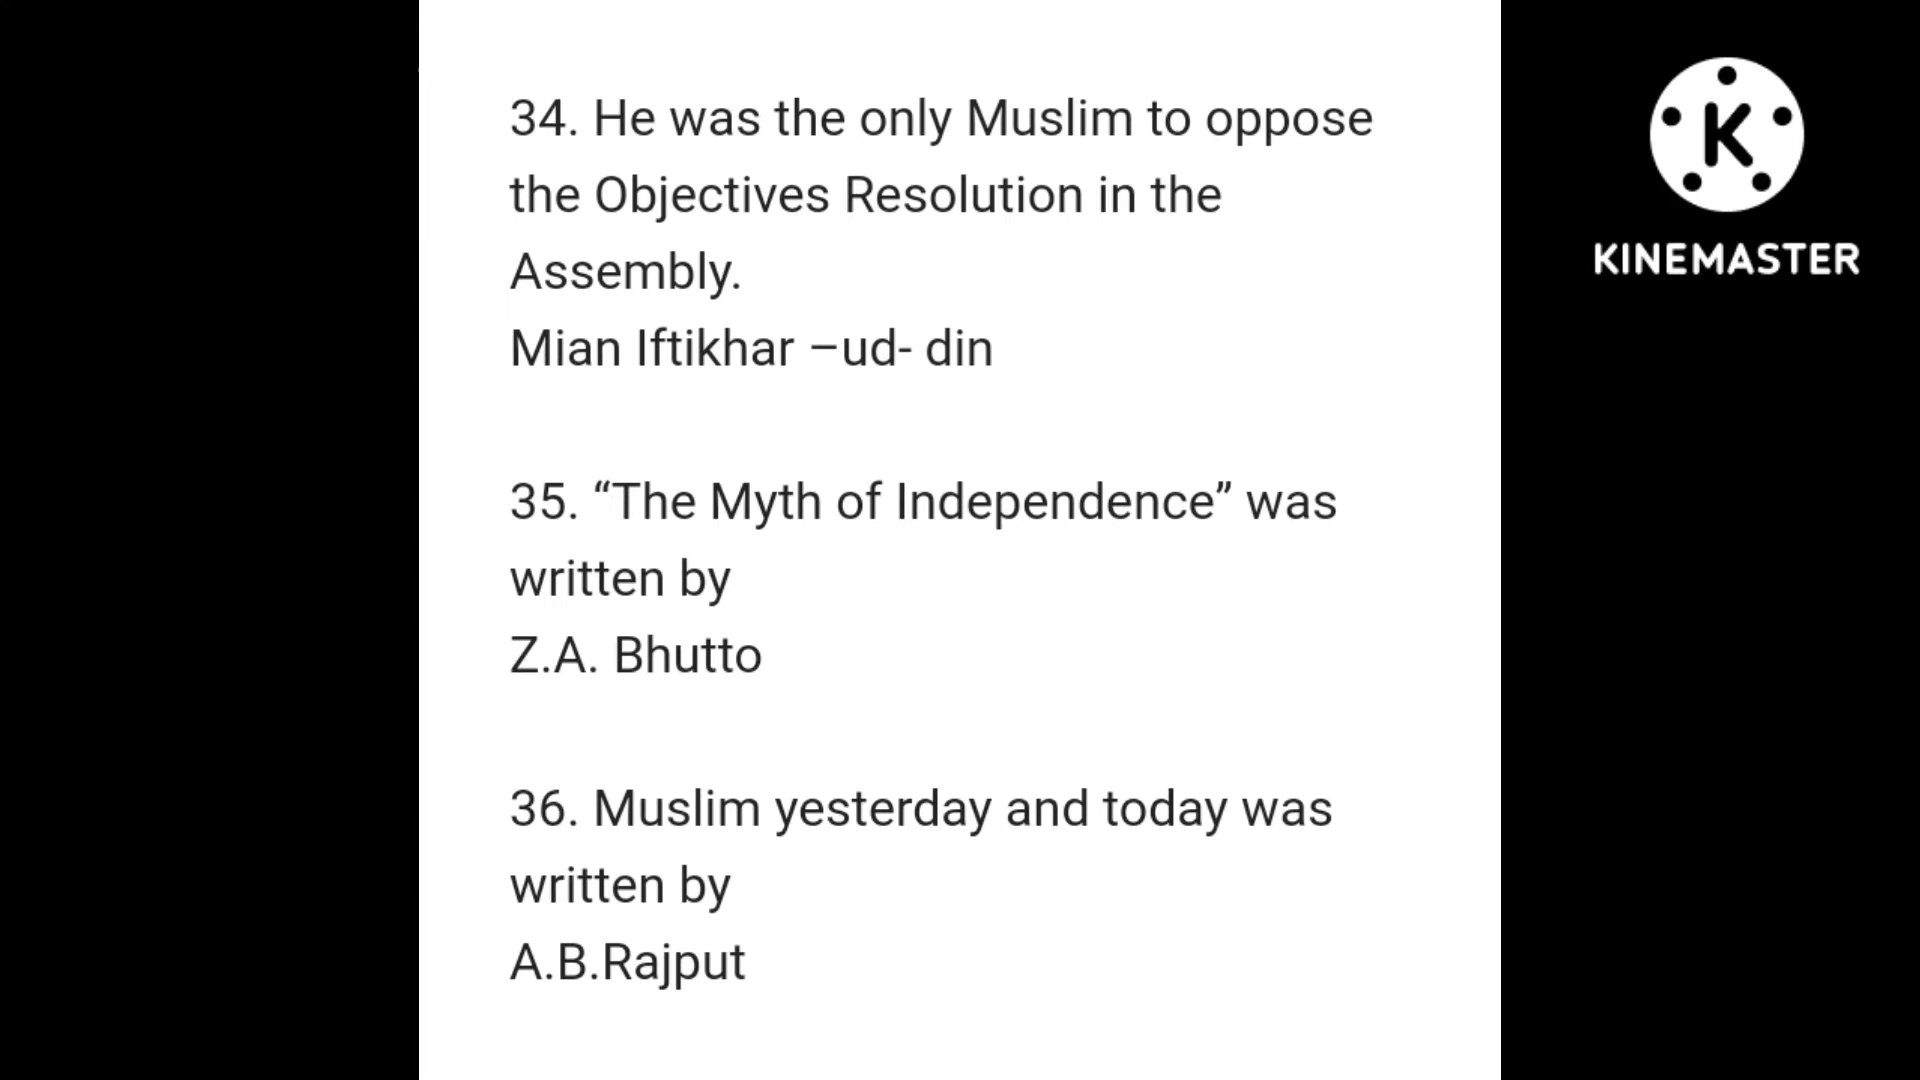 34. He was the only Muslim to oppose
the Objectives Resolution in the
Assembly.
Mian Iftikhar –ud- din
35. “The Myth of Independence” was
written by
Z.A. Bhutto
36. Muslim yesterday and today was
written by
A.B.Rajput
K
KINEMASTER